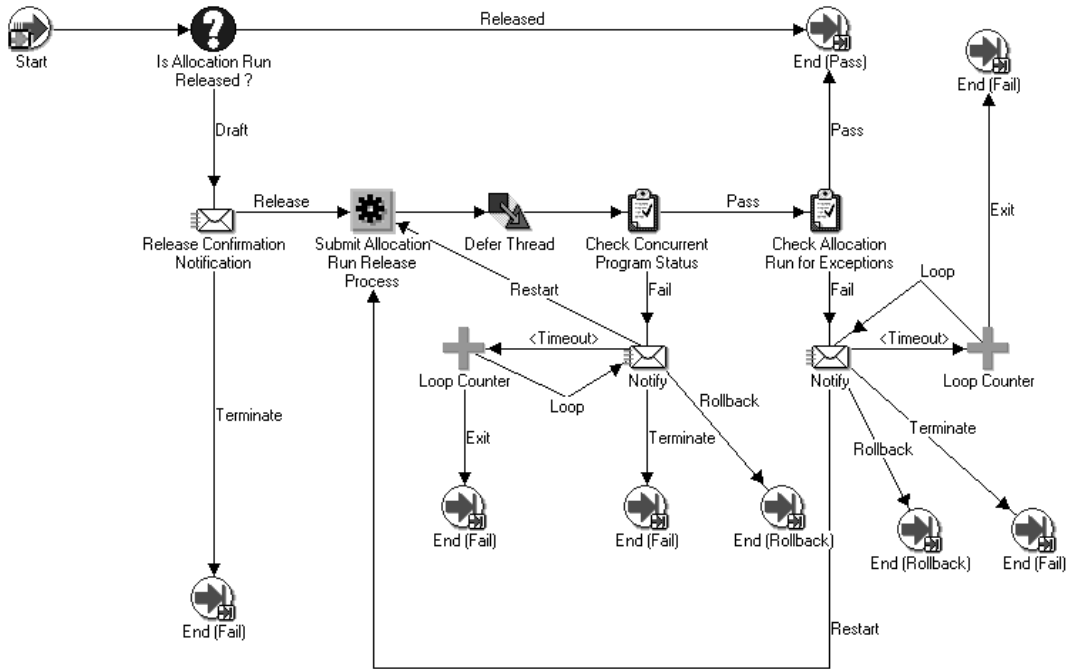 Released
Start
Is Allocation Run
Released ?
End (Pass)
End (Fail)
Draft
Pass
Release
Pass
Exit
Release Confirmation
Notification
Submit Allocation
Run Release
Process
Defer Thread
Check Concurrent
Program Status
Check Allocation
Run for Exceptions
Restart
Fail
Fail
Loop
<Timeout>
<Timeout>
Loop Counter
Notify
Notify
Loop Counter
Loop
Rollback
Terminate
Exit
Terminate
Terminate
Rollback
End (Fail)
End (Fail)
End (Rollback)
End (Rollback)
End (Fail)
End (Fail)
Restart